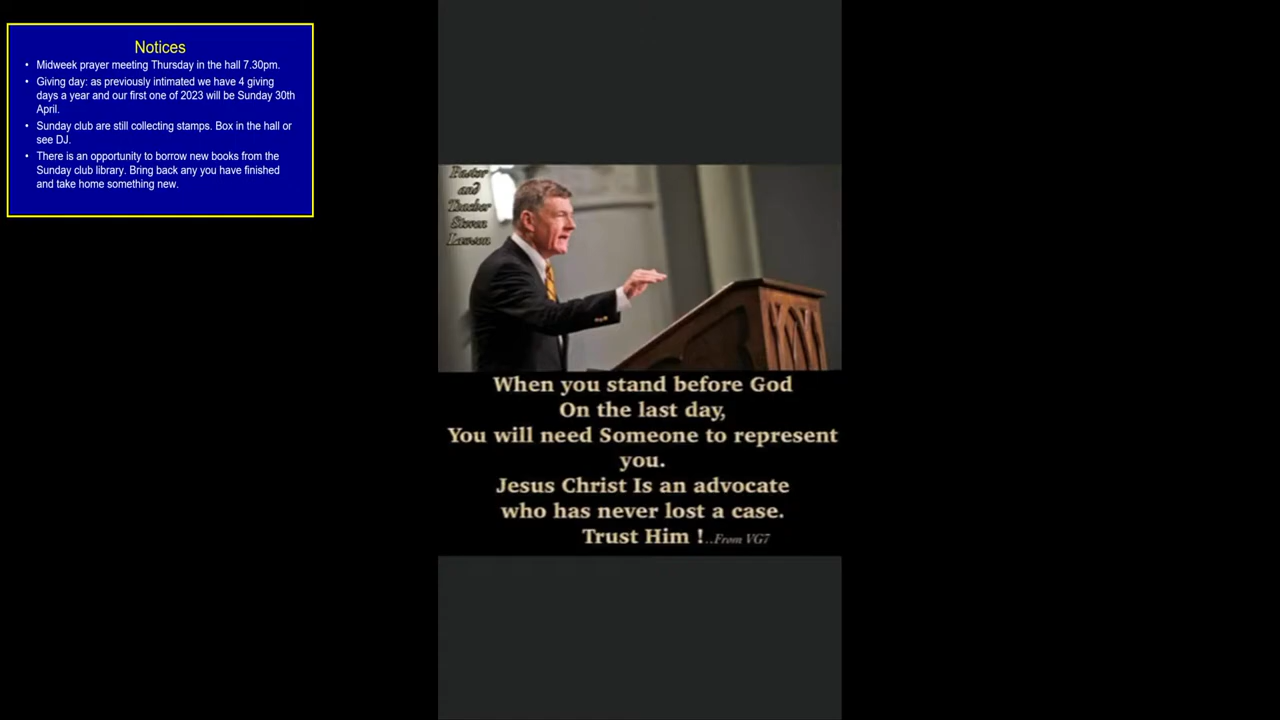 Notices
• Midweek prayer meeting Thursday in the hall 7.30pm.
• Giving day: as previously intimated we have 4 giving
days a year and our first one of 2023 will be Sunday 30th
April.
• Sunday club are still collecting stamps. Box in the hall or
see DJ.
• There is an opportunity to borrow new books from the
Sunday club library. Bring back any you have finished
and take home something new.
Pastor
and
Teacher
Steven
Lawson
When you stand before God
On the last day,
You will need Someone to represent
you.
Jesus Christ Is an advocate
who has never lost a case.
Trust Him !..From VG7